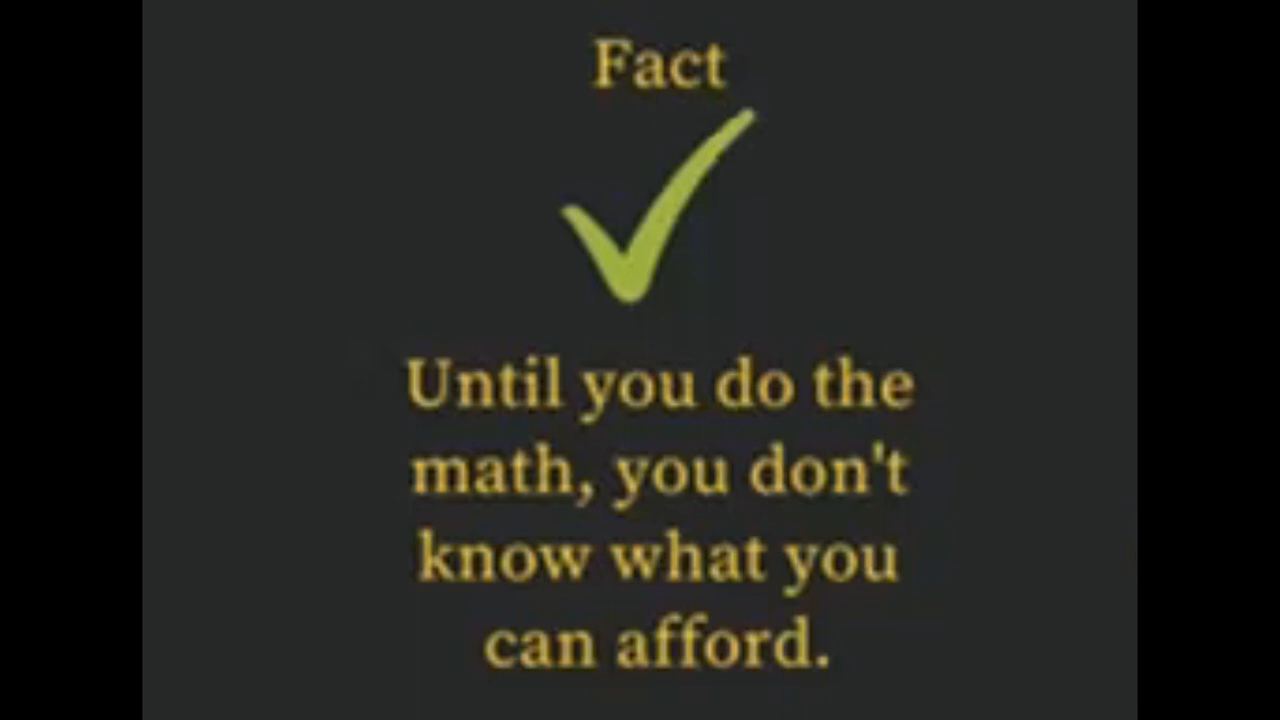 Fact
Until you do the
math, you don't
know what you
can afford.